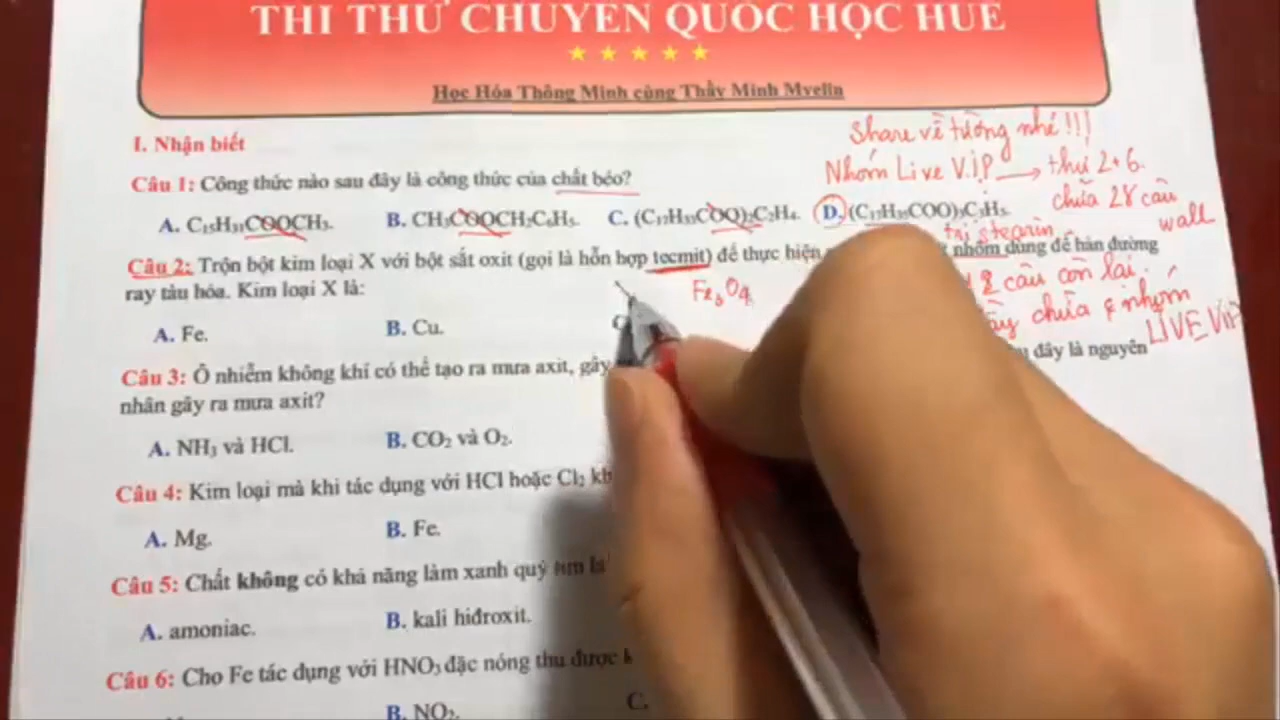 THI THỬ CHUYÊN QUỐC HỌC HUẾ
Học Hóa Thông Minh cùng Thầy Minh Myelin
I. Nhận biết
Share về tường nhé!!!
Nhóm Live VIP → thứ 2+6.
chữa 28 câu
wall
Câu 1: Công thức nào sau đây là công thức của chất béo?
A. C₁₅H₃₁COOCH₃. B. CH₃COOCH₂C₆H₅. C. (C₁₇H₃₃COO)₂C₂H₄. D. (C₁₇H₃₅COO)₃C₃H₅.
tri stearin
Câu 2: Trộn bột kim loại X với bột sắt oxit (gọi là hỗn hợp tecmit) để thực hiện nhôm dùng để hàn đường
ray tàu hỏa. Kim loại X là:
Fe₃O₄
câu còn lại.
chữa nhóm
LIVE VIP
A. Fe. B. Cu.
Câu 3: Ô nhiễm không khí có thể tạo ra mưa axit, gây đây là nguyên
nhân gây ra mưa axit?
A. NH₃ và HCl. B. CO₂ và O₂.
Câu 4: Kim loại mà khi tác dụng với HCl hoặc Cl₂
A. Mg. B. Fe.
Câu 5: Chất không có khả năng làm xanh quỳ tím
A. amoniac. B. kali hiđroxit.
Câu 6: Cho Fe tác dụng với HNO₃ đặc nóng thu được
B. NO₂. C.